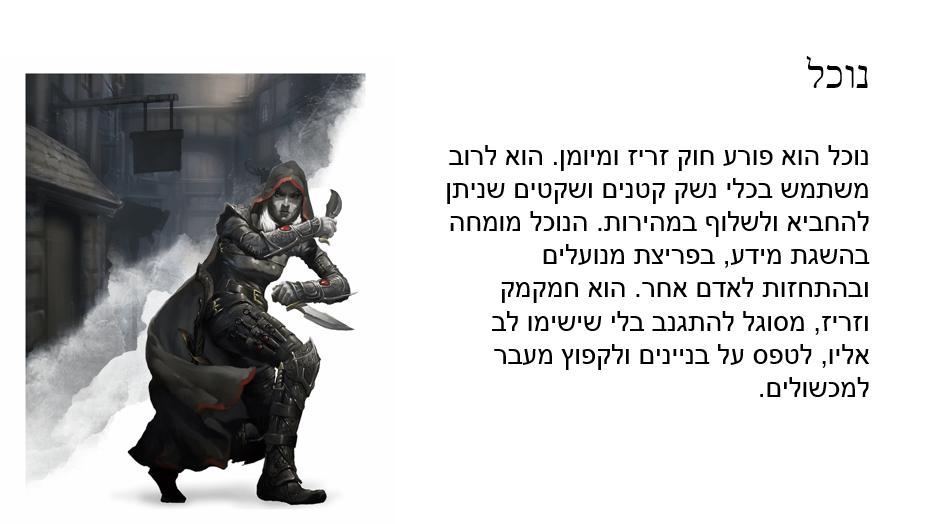 נוכל
נוכל הוא פורע חוק זריז ומיומן. הוא לרוב
משתמש בכלי נשק קטנים ושקטים שניתן
להחביא ולשלוף במהירות. הנוכל מומחה
בהשגת מידע, בפריצת מנועלים
ובהתחזות לאדם אחר. הוא חמקמק
וזריז, מסוגל להתגנב בלי שישימו לב
אליו, לטפס על בניינים ולקפוץ מעבר
למכשולים.